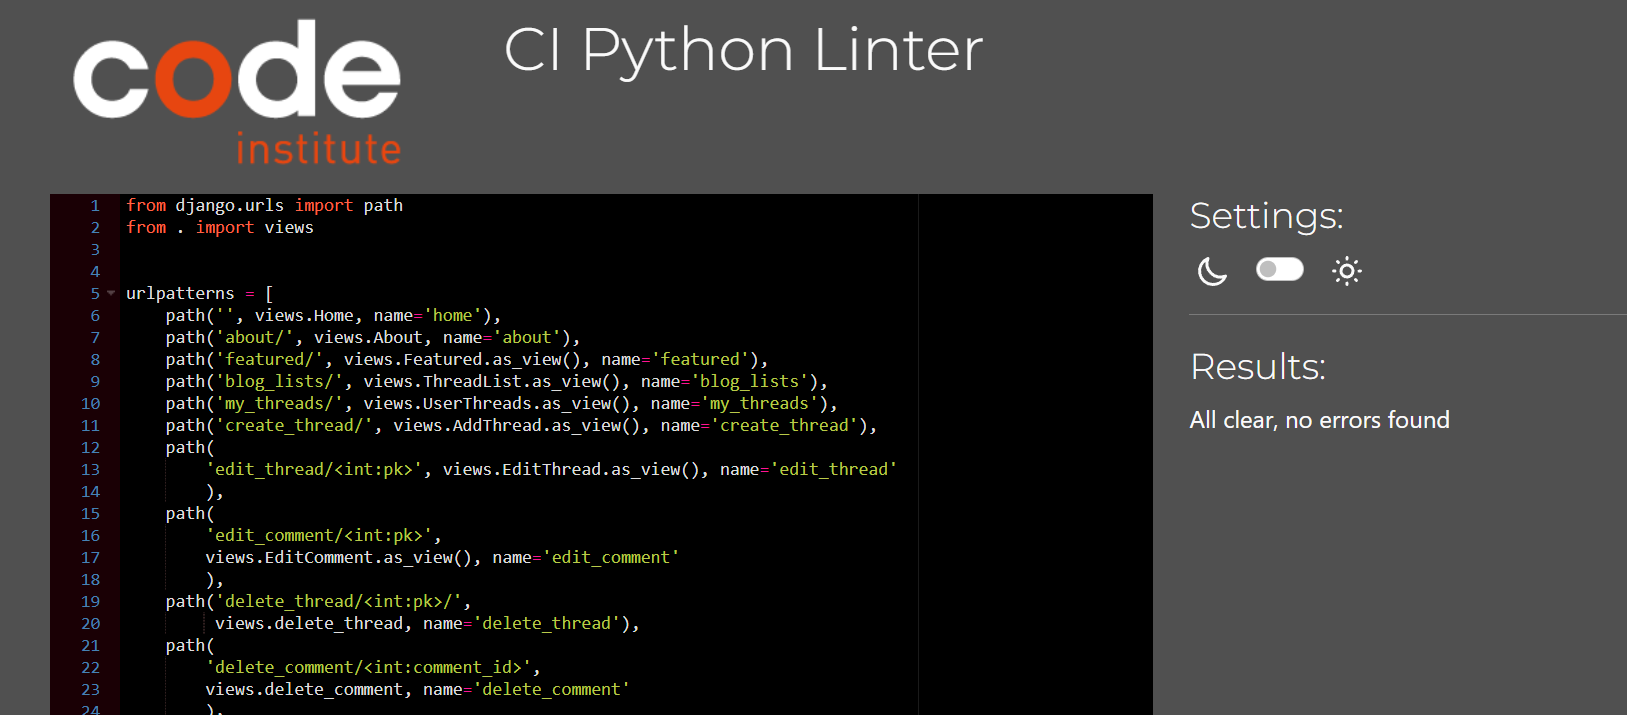 code
institute
CI Python Linter
1 from django.urls import path
2 from . import views
3
4
5 urlpatterns = [
6     path('', views.Home, name='home'),
7     path('about/', views.About, name='about'),
8     path('featured/', views.Featured.as_view(), name='featured'),
9     path('blog_lists/', views.ThreadList.as_view(), name='blog_lists'),
10     path('my_threads/', views.UserThreads.as_view(), name='my_threads'),
11     path('create_thread/', views.AddThread.as_view(), name='create_thread'),
12     path(
13         'edit_thread/<int:pk>', views.EditThread.as_view(), name='edit_thread'
14         ),
15     path(
16         'edit_comment/<int:pk>',
17         views.EditComment.as_view(), name='edit_comment'
18         ),
19     path('delete_thread/<int:pk>/',
20          views.delete_thread, name='delete_thread'),
21     path(
22         'delete_comment/<int:comment_id>',
23         views.delete_comment, name='delete_comment'
24         ),
Settings:
Results:
All clear, no errors found